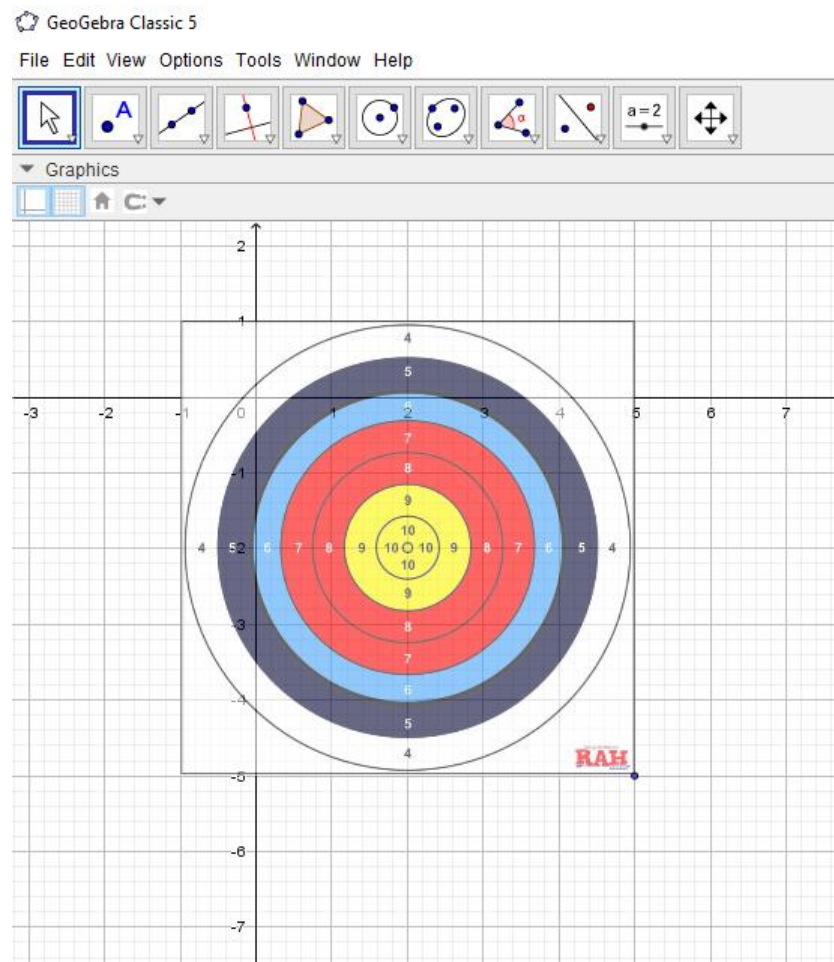 GeoGebra Classic 5
File Edit View Options Tools Window Help
A
α
a=2
Graphics
2
1
4
5
6
-3 -2 -1 0 1 2 3 4 5 6 7
7
-1
8
9
10
4 5 -2 6 7 8 9 10 10 9 8 7 6 5 4
10
9
-3
8
7
-4
6
5
4
RAH
-5
-6
-7